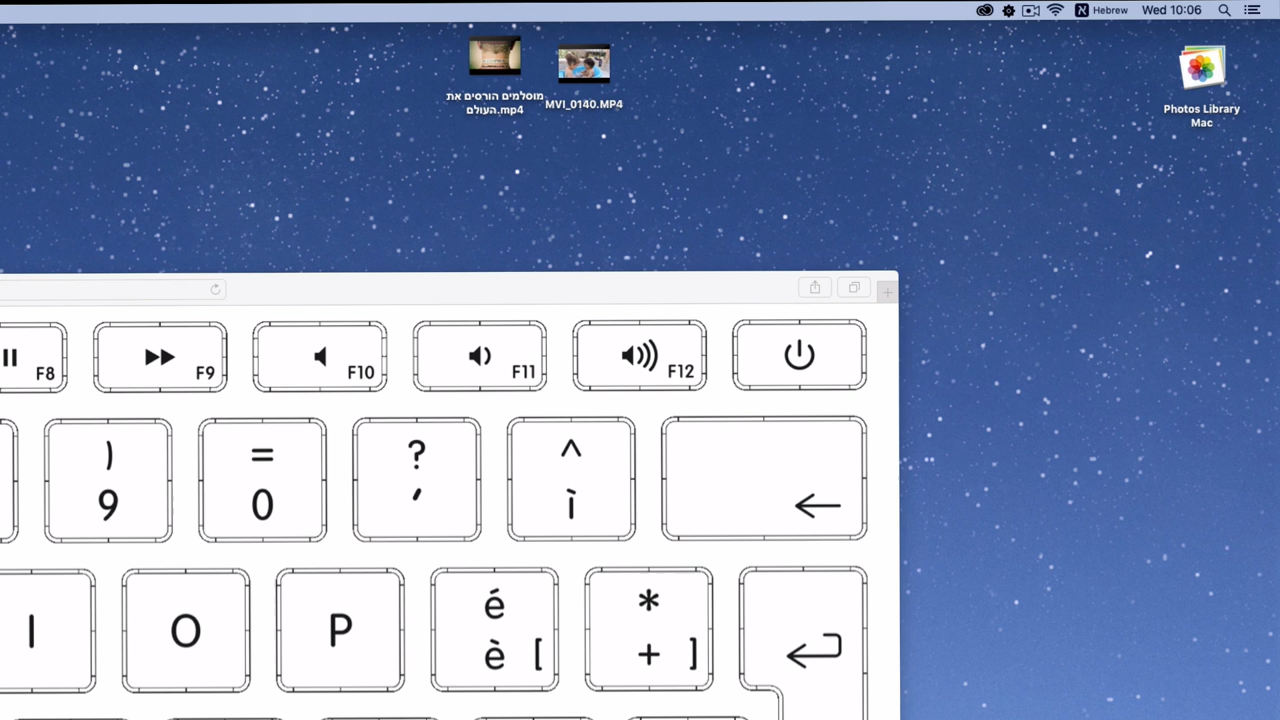 Hebrew Wed 10:06
מוסלמים הורסים את
העולם.mp4
MVI_0140.MP4
Photos Library
Mac
F8 F9 F10 F11 F12
) = ? ^
9 0 ' ì
é *
I O P è [ + ]